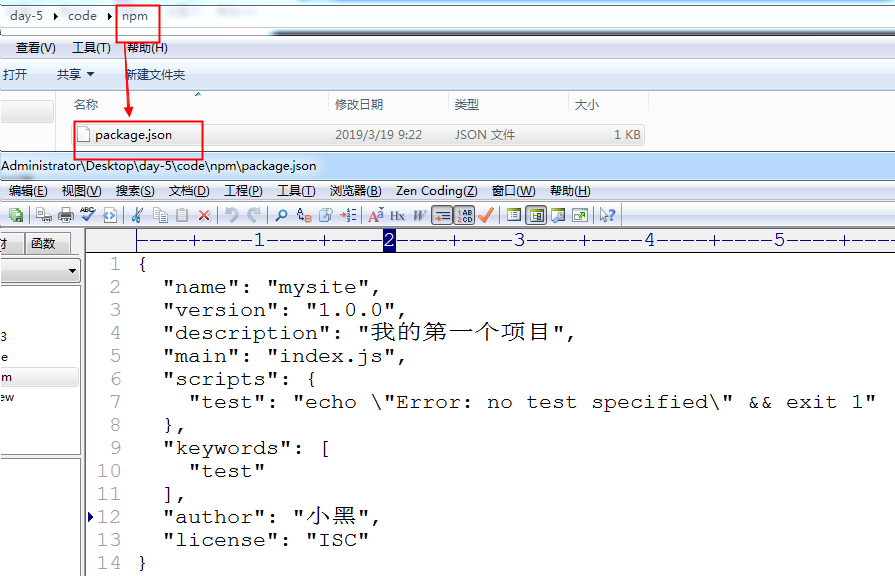 day-5 code npm
查看(V) 工具(T) 帮助(H)
打开 共享 新建文件夹
名称 修改日期 类型 大小
package.json 2019/3/19 9:22 JSON 文件 1 KB
Administrator\Desktop\day-5\code\npm\package.json
编辑(E) 视图(V) 搜索(S) 文档(D) 工程(P) 工具(T) 浏览器(B) Zen Coding(Z) 窗口(W) 帮助(H)
函数
----+----1----+----2----+----3----+----4----+----5----+----
1 {
2 "name": "mysite",
3 "version": "1.0.0",
4 "description": "我的第一个项目",
5 "main": "index.js",
6 "scripts": {
7 "test": "echo \"Error: no test specified\" && exit 1"
8 },
9 "keywords": [
10 "test"
11 ],
12 "author": "小黑",
13 "license": "ISC"
14 }